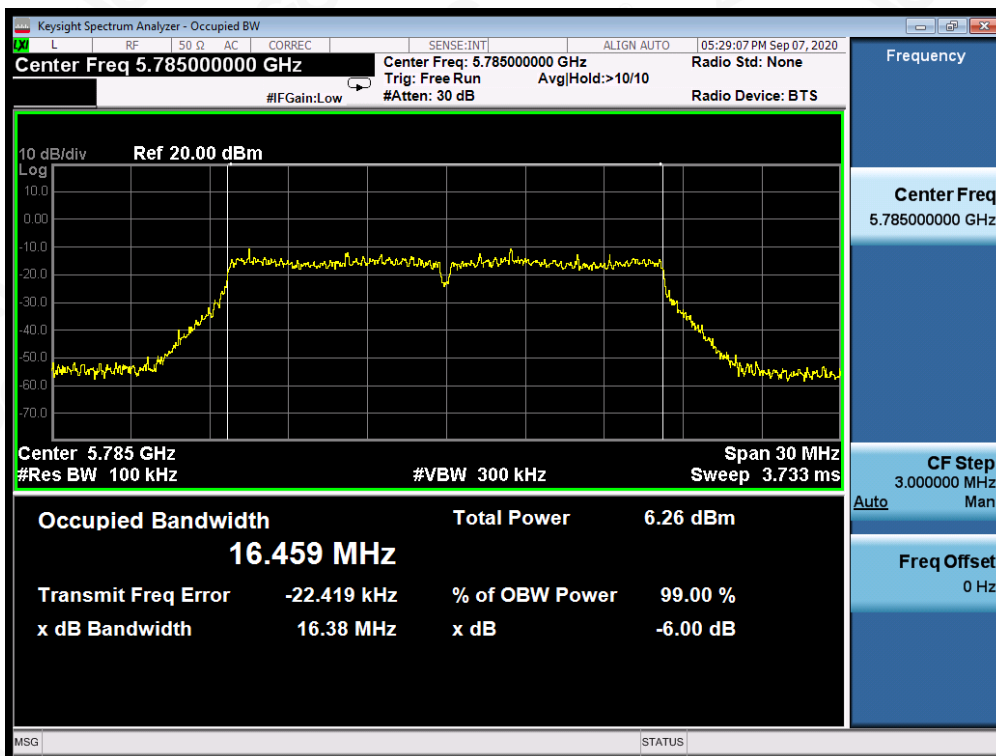 Keysight Spectrum Analyzer - Occupied BW
LXI L RF 50 Ω AC CORREC SENSE:INT ALIGN AUTO 05:29:07 PM Sep 07, 2020
Center Freq 5.785000000 GHz
Center Freq: 5.785000000 GHz Radio Std: None
Trig: Free Run Avg|Hold:>10/10
#IFGain:Low #Atten: 30 dB Radio Device: BTS
10 dB/div Ref 20.00 dBm
Log
10.0
0.00
-10.0
-20.0
-30.0
-40.0
-50.0
-60.0
-70.0
Center 5.785 GHz Span 30 MHz
#Res BW 100 kHz #VBW 300 kHz Sweep 3.733 ms
Occupied Bandwidth Total Power 6.26 dBm
16.459 MHz
Transmit Freq Error -22.419 kHz % of OBW Power 99.00 %
x dB Bandwidth 16.38 MHz x dB -6.00 dB
MSG STATUS
Frequency
Center Freq
5.785000000 GHz
CF Step
3.000000 MHz
Auto Man
Freq Offset
0 Hz